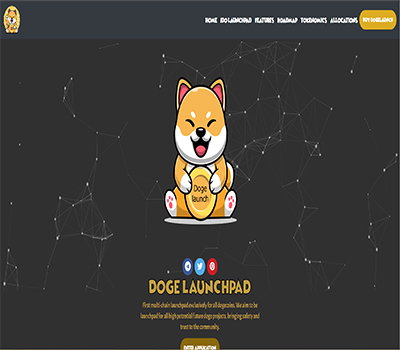 HOME IDO LAUNCHPAD FEATURES ROADMAP TOKENOMICS ALLOCATIONS BUY DOGELAUNCH
Doge
launch
DOGE LAUNCHPAD
First multi-chain launchpad exclusively for all dogecoins. We aim to be
launchpad for all high potential future doge projects, bringing safety and
trust to the community.
ENTER APPLICATION